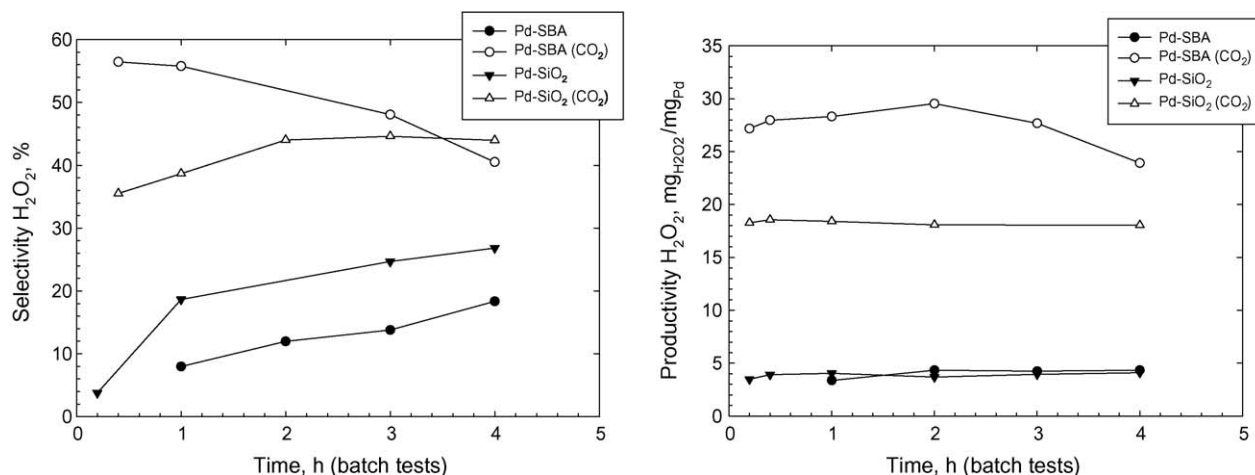 Pd-SBA
Pd-SBA (CO₂)
Pd-SiO₂
Pd-SiO₂ (CO₂)
60
50
40
30
20
10
0
Selectivity H₂O₂, %
0
1
2
3
4
5
Time, h (batch tests)
Pd-SBA
Pd-SBA (CO₂)
Pd-SiO₂
Pd-SiO₂ (CO₂)
35
30
25
20
15
10
5
0
Productivity H₂O₂, mg_H2O2/mg_Pd
0
1
2
3
4
5
Time, h (batch tests)